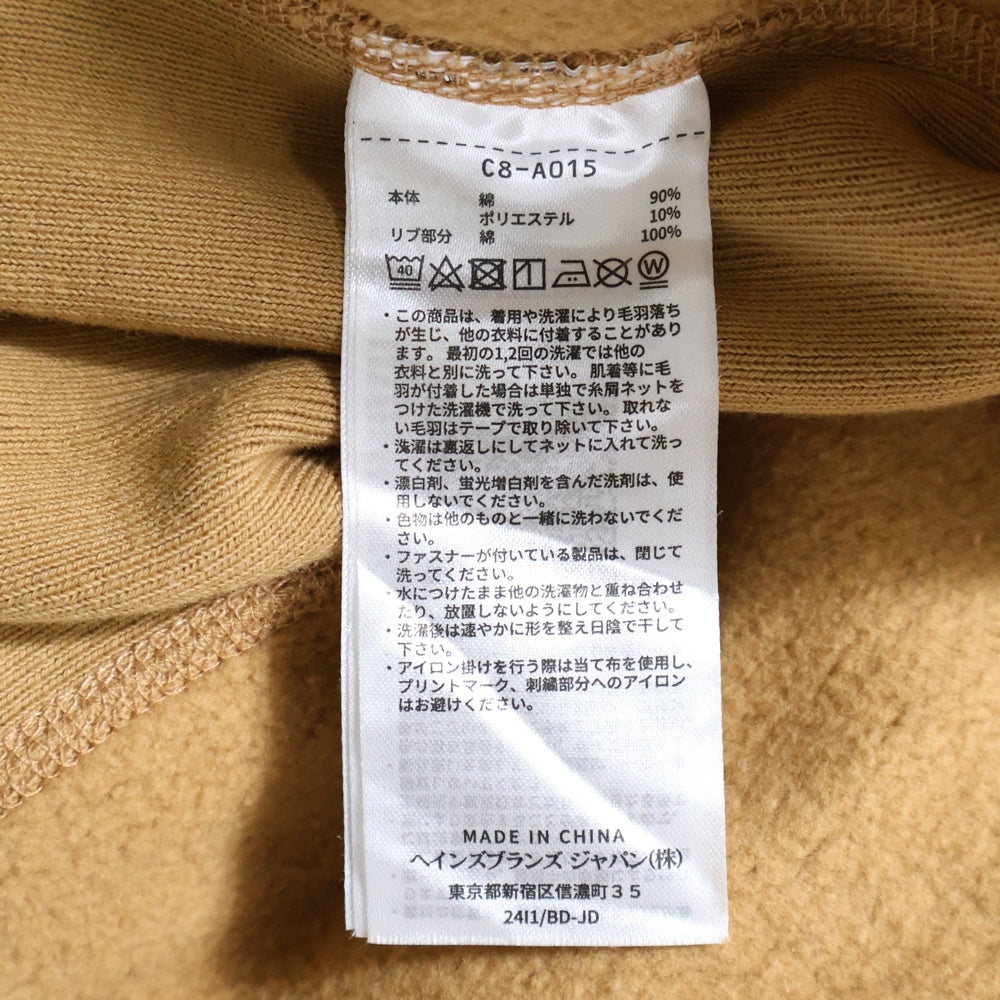 C8-A015
本体 綿 90%
ポリエステル 10%
リブ部分 綿 100%
40 W
・この商品は、着用や洗濯により毛羽落ち
が生じ、他の衣料に付着することがあり
ます。最初の1,2回の洗濯では他の
衣料と別に洗って下さい。肌着等に毛
羽が付着した場合は単独で糸屑ネットを
つけた洗濯機で洗って下さい。取れな
い毛羽はテープで取り除いて下さい。
・洗濯は裏返しにしてネットに入れて洗っ
てください。
・漂白剤、蛍光増白剤を含んだ洗剤は、使
用しないでください。
・色物は他のものと一緒に洗わないでくだ
さい。
・ファスナーが付いている製品は、閉じて
洗ってください。
・水につけたまま他の洗濯物と重ね合わせ
たり、放置しないようにしてください。
・洗濯後は速やかに形を整え日陰で干して
下さい。
・アイロン掛けを行う際は当て布を使用し、
プリントマーク、刺繍部分へのアイロン
はお避けください。
MADE IN CHINA
ヘインズブランズ ジャパン(株)
東京都新宿区信濃町35
24I1/BD-JD